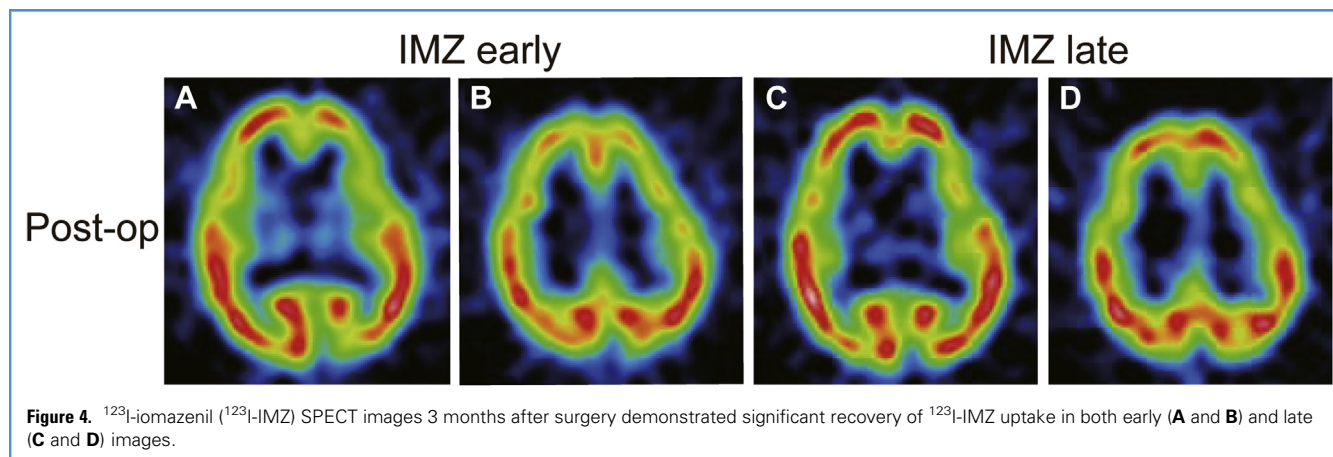 IMZ early
IMZ late
A
B
C
D
Post-op
Figure 4. ¹²³I-iomazenil (¹²³I-IMZ) SPECT images 3 months after surgery demonstrated significant recovery of ¹²³I-IMZ uptake in both early (A and B) and late
(C and D) images.